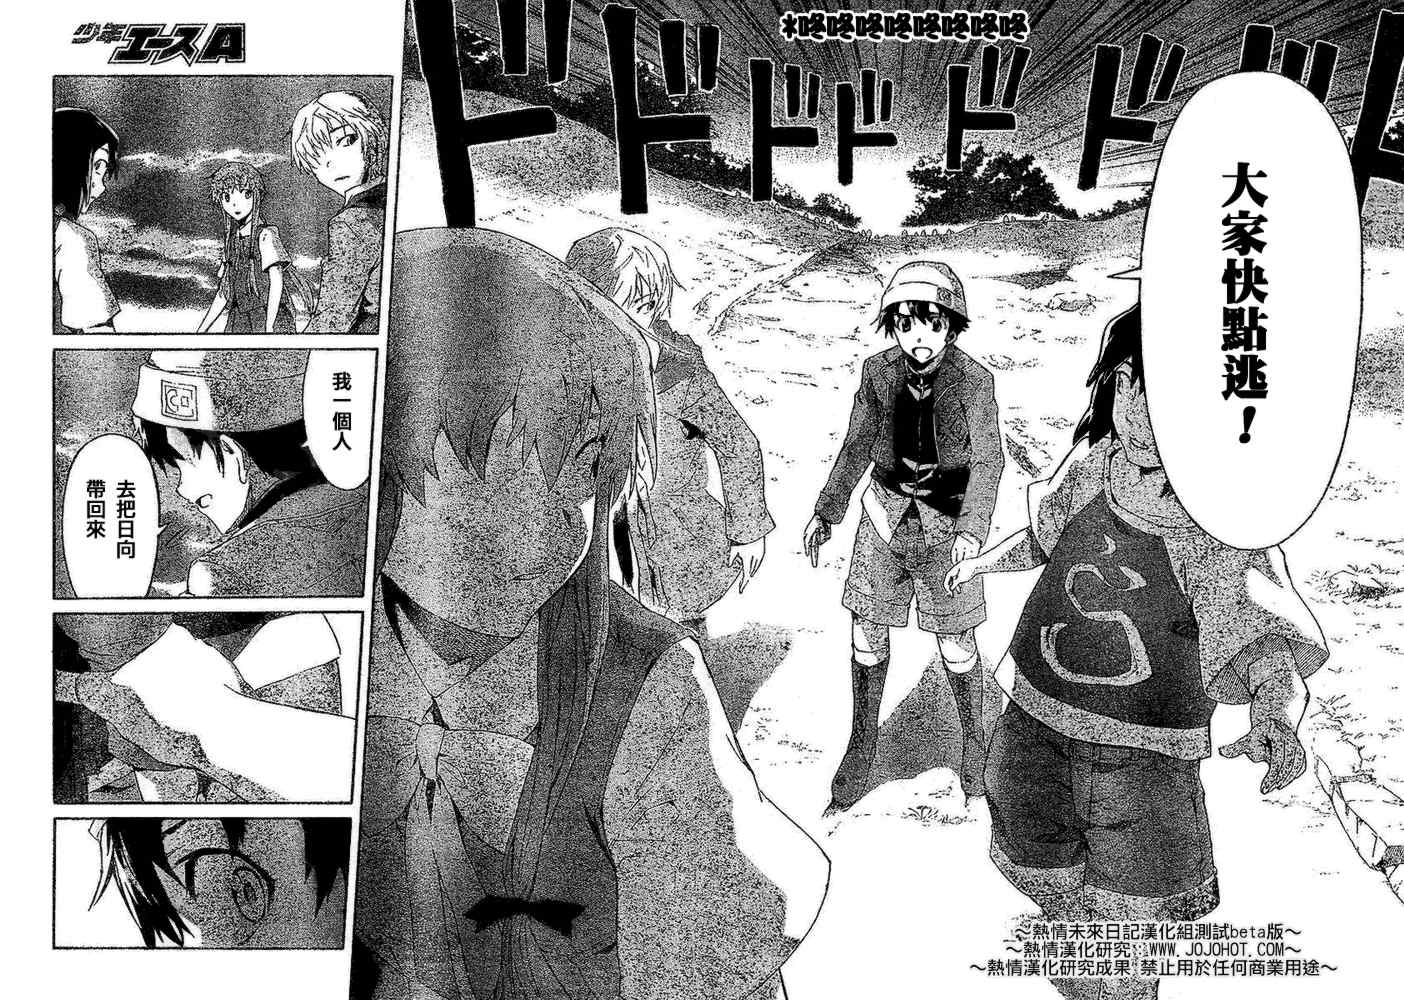 *咚咚咚咚咚咚咚咚
ドドドドドドド
大家快點逃！
少年エースA
我一個人
去把日向
帶回來
～熱情未來日記漢化組測試beta版～
～熱情漢化研究：WWW.JOJOHOT.COM～
～熱情漢化研究成果 禁止用於任何商業用途～